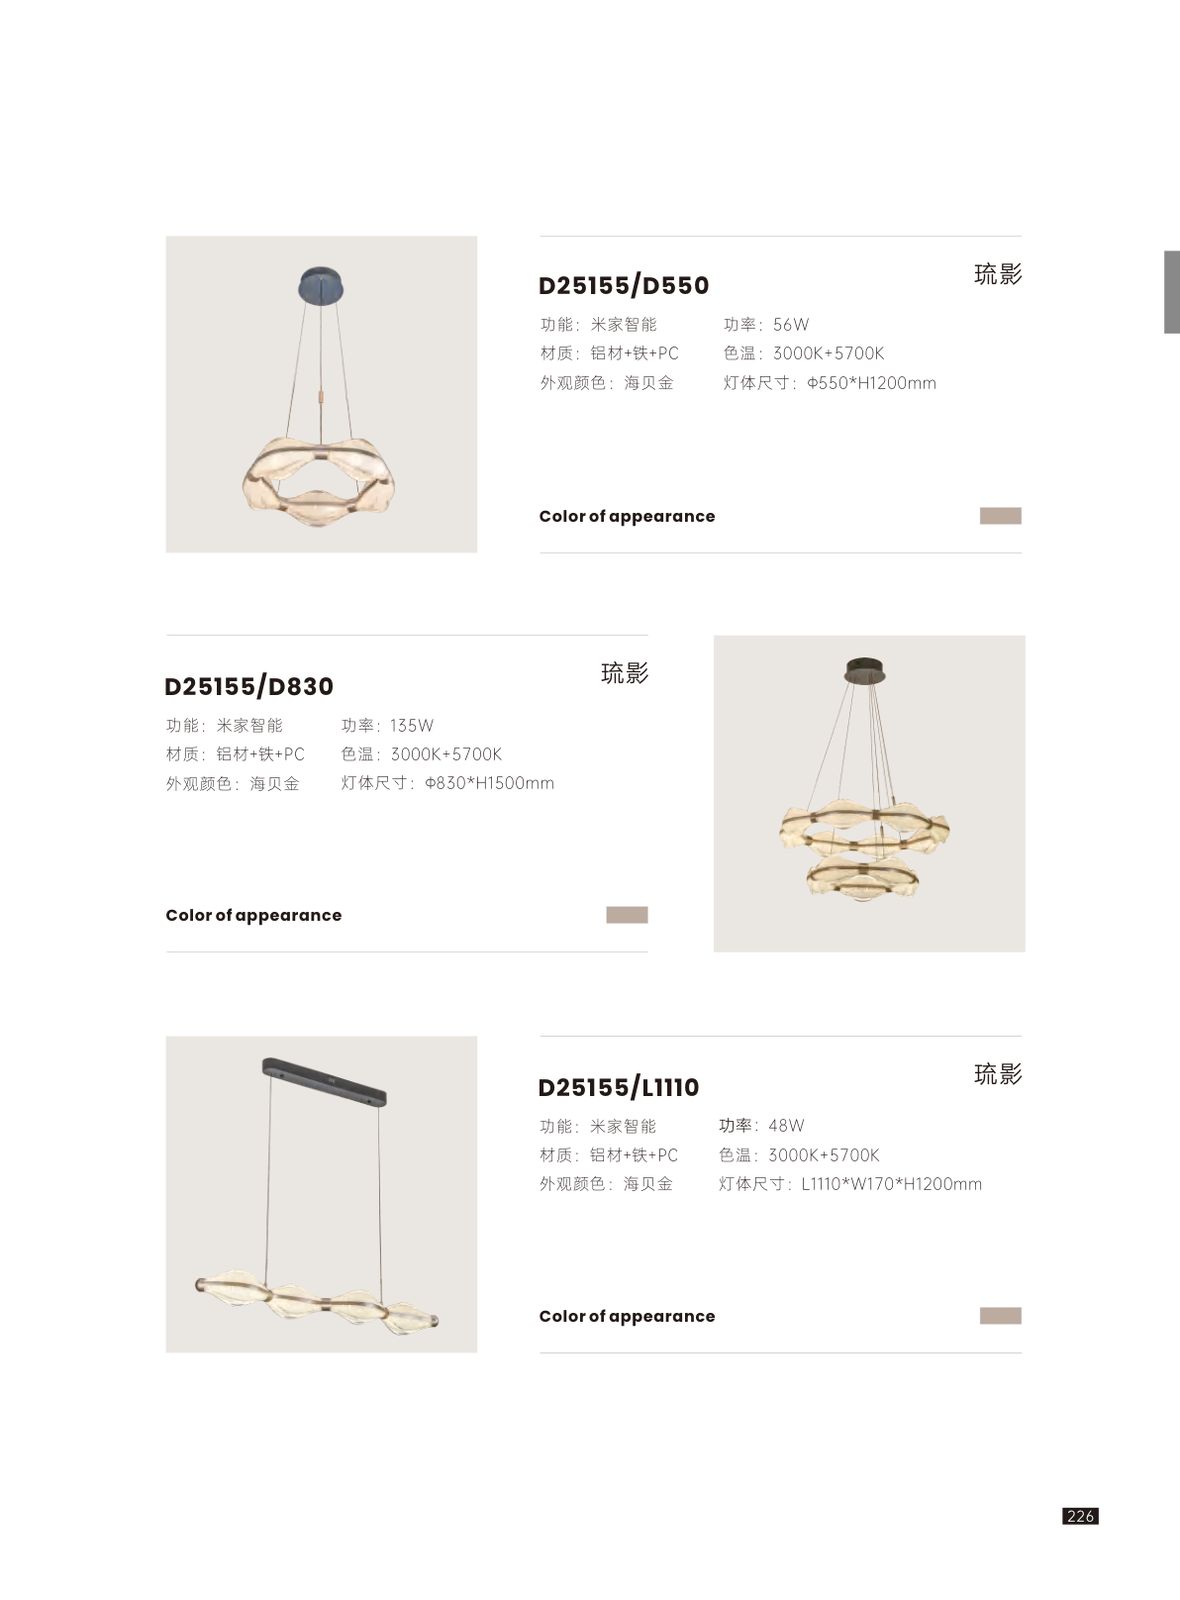 D25155/D550
琉影
功能：米家智能
功率：56W
材质：铝材+铁+PC
色温：3000K+5700K
外观颜色：海贝金
灯体尺寸：Φ550*H1200mm
Color of appearance
D25155/D830
琉影
功能：米家智能
功率：135W
材质：铝材+铁+PC
色温：3000K+5700K
外观颜色：海贝金
灯体尺寸：Φ830*H1500mm
Color of appearance
D25155/L1110
琉影
功能：米家智能
功率：48W
材质：铝材+铁+PC
色温：3000K+5700K
外观颜色：海贝金
灯体尺寸：L1110*W170*H1200mm
Color of appearance
226